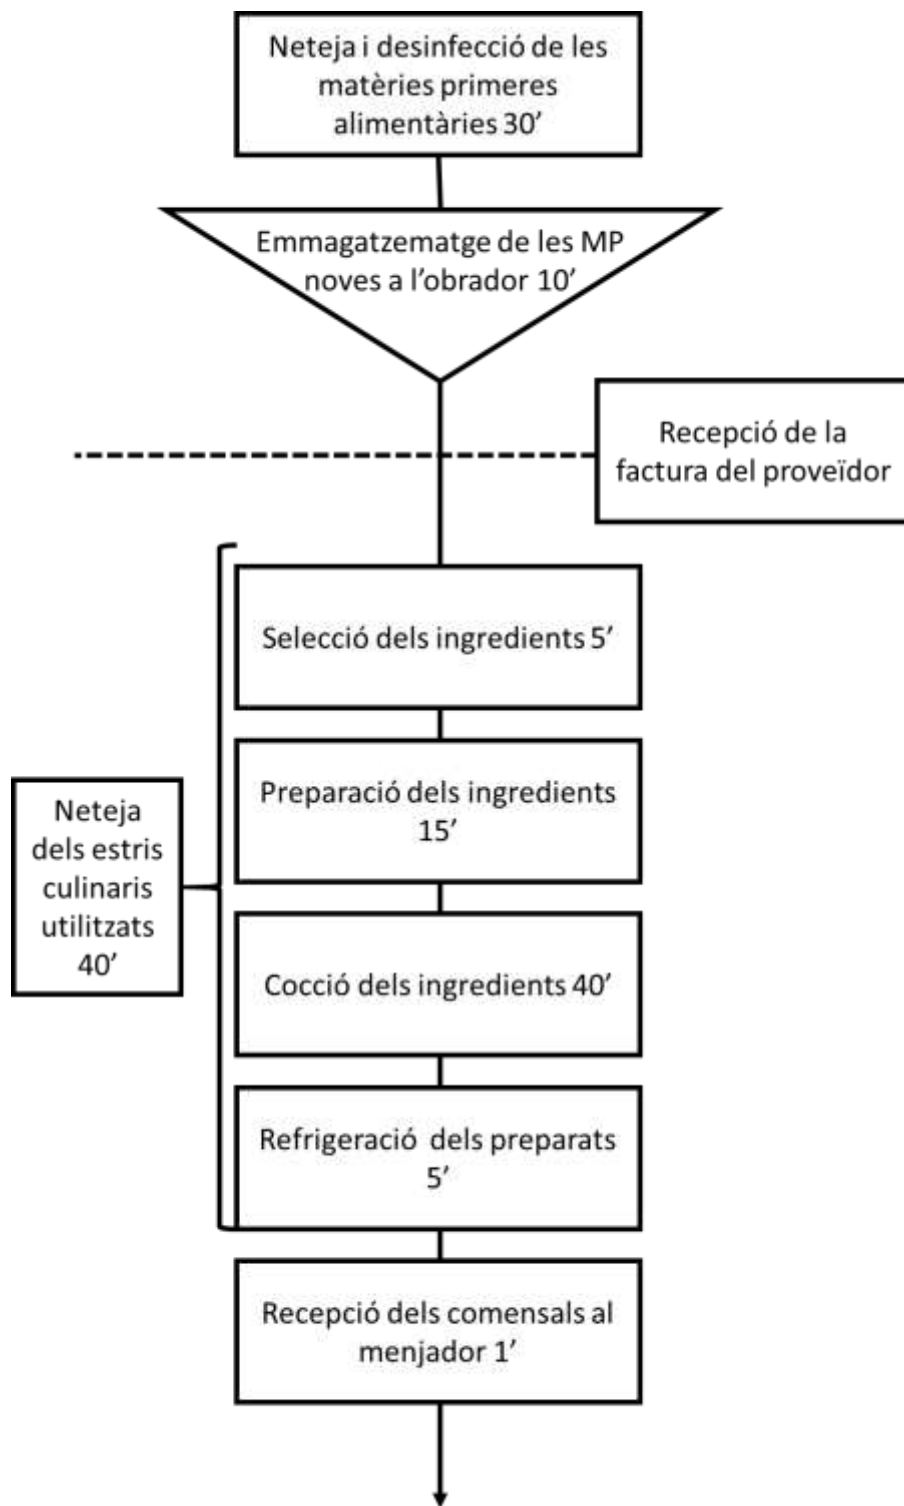 Neteja i desinfecció de les
matèries primeres
alimentàries 30’
Emmagatzematge de les MP
noves a l’obrador 10’
Recepció de la
factura del proveïdor
Selecció dels ingredients 5’
Preparació dels ingredients
15’
Neteja
dels estris
culinaris
utilitzats
40’
Cocció dels ingredients 40’
Refrigeració dels preparats
5’
Recepció dels comensals al
menjador 1’